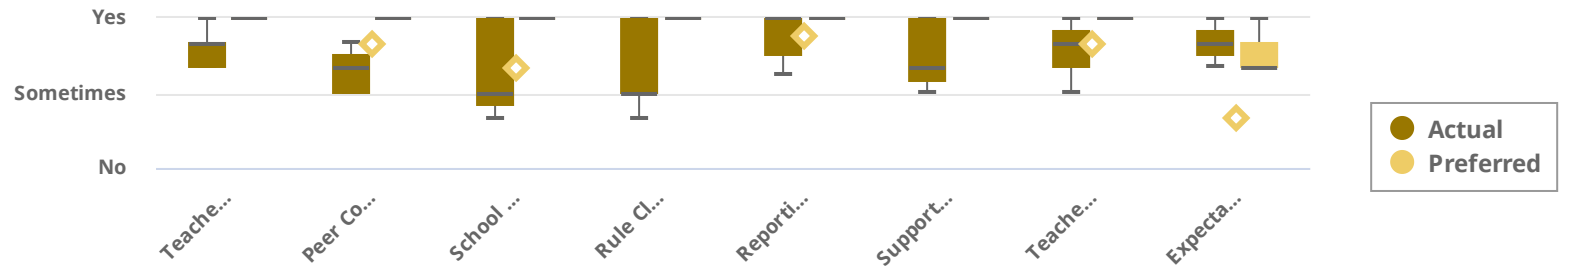 Yes
Sometimes
No
Teache...
Peer Co...
School ...
Rule Cl...
Reporti...
Support...
Teache...
Expecta...
Actual
Preferred